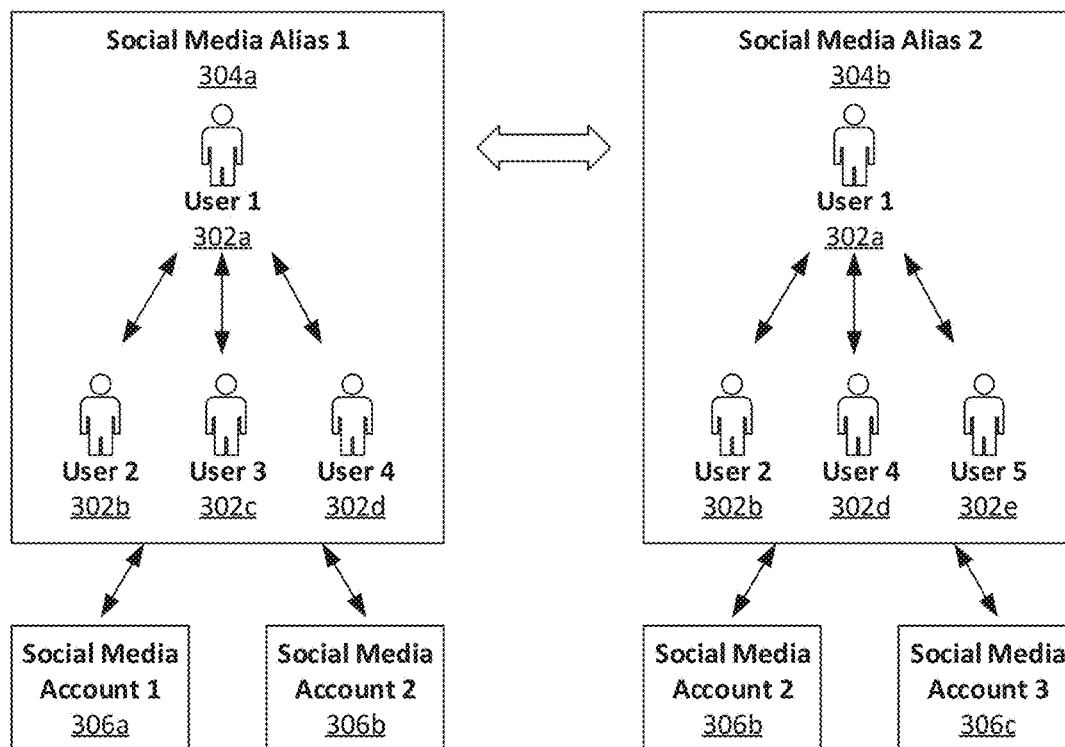 Social Media Alias 1
304a
User 1
302a
User 2
302b
User 3
302c
User 4
302d
Social Media Account 1
306a
Social Media Account 2
306b
Social Media Alias 2
304b
User 1
302a
User 2
302b
User 4
302d
User 5
302e
Social Media Account 2
306b
Social Media Account 3
306c